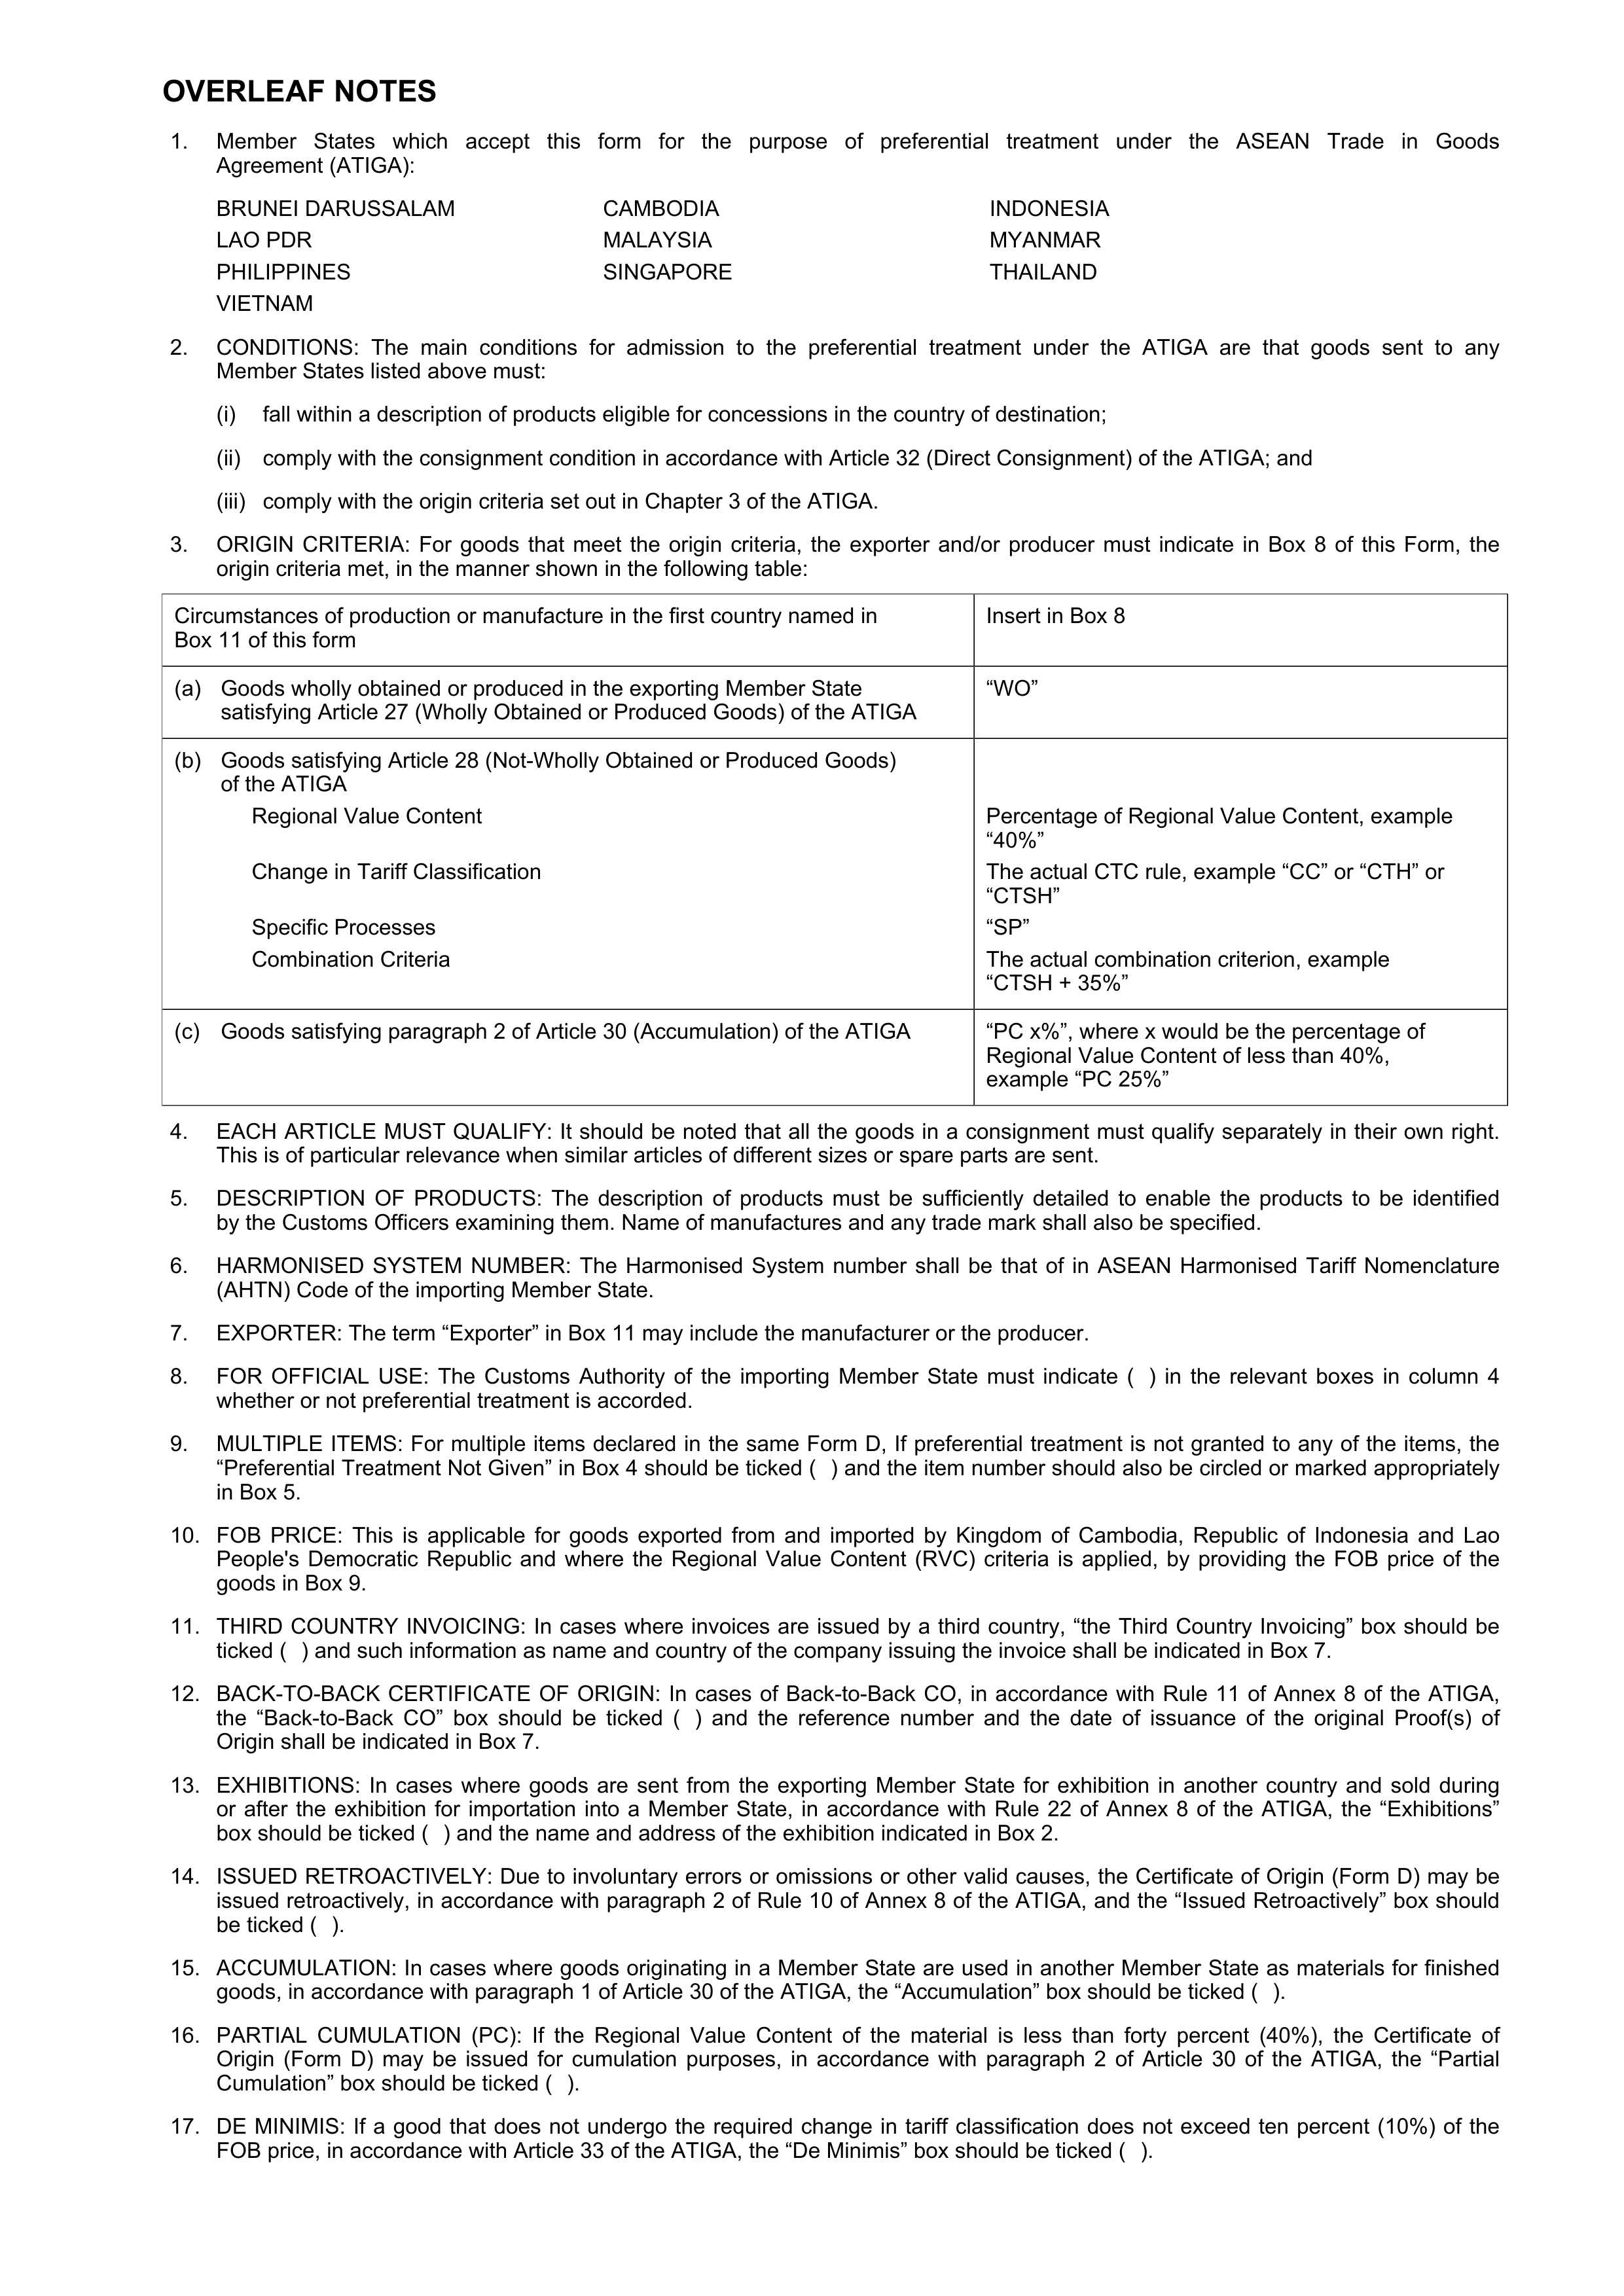 OVERLEAF NOTES
1. Member States which accept this form for the purpose of preferential treatment under the ASEAN Trade in Goods
Agreement (ATIGA):
BRUNEI DARUSSALAM CAMBODIA INDONESIA
LAO PDR MALAYSIA MYANMAR
PHILIPPINES SINGAPORE THAILAND
VIETNAM
2. CONDITIONS: The main conditions for admission to the preferential treatment under the ATIGA are that goods sent to any
Member States listed above must:
(i) fall within a description of products eligible for concessions in the country of destination;
(ii) comply with the consignment condition in accordance with Article 32 (Direct Consignment) of the ATIGA; and
(iii) comply with the origin criteria set out in Chapter 3 of the ATIGA.
3. ORIGIN CRITERIA: For goods that meet the origin criteria, the exporter and/or producer must indicate in Box 8 of this Form, the
origin criteria met, in the manner shown in the following table:
Circumstances of production or manufacture in the first country named in
Box 11 of this form
Insert in Box 8
(a) Goods wholly obtained or produced in the exporting Member State
satisfying Article 27 (Wholly Obtained or Produced Goods) of the ATIGA
“WO”
(b) Goods satisfying Article 28 (Not-Wholly Obtained or Produced Goods)
of the ATIGA
Regional Value Content
Percentage of Regional Value Content, example
“40%”
Change in Tariff Classification
The actual CTC rule, example “CC” or “CTH” or
“CTSH”
Specific Processes
“SP”
Combination Criteria
The actual combination criterion, example
“CTSH + 35%”
(c) Goods satisfying paragraph 2 of Article 30 (Accumulation) of the ATIGA
“PC x%”, where x would be the percentage of
Regional Value Content of less than 40%,
example “PC 25%”
4. EACH ARTICLE MUST QUALIFY: It should be noted that all the goods in a consignment must qualify separately in their own right.
This is of particular relevance when similar articles of different sizes or spare parts are sent.
5. DESCRIPTION OF PRODUCTS: The description of products must be sufficiently detailed to enable the products to be identified
by the Customs Officers examining them. Name of manufactures and any trade mark shall also be specified.
6. HARMONISED SYSTEM NUMBER: The Harmonised System number shall be that of in ASEAN Harmonised Tariff Nomenclature
(AHTN) Code of the importing Member State.
7. EXPORTER: The term “Exporter” in Box 11 may include the manufacturer or the producer.
8. FOR OFFICIAL USE: The Customs Authority of the importing Member State must indicate ( ) in the relevant boxes in column 4
whether or not preferential treatment is accorded.
9. MULTIPLE ITEMS: For multiple items declared in the same Form D, If preferential treatment is not granted to any of the items, the
“Preferential Treatment Not Given” in Box 4 should be ticked ( ) and the item number should also be circled or marked appropriately
in Box 5.
10. FOB PRICE: This is applicable for goods exported from and imported by Kingdom of Cambodia, Republic of Indonesia and Lao
People's Democratic Republic and where the Regional Value Content (RVC) criteria is applied, by providing the FOB price of the
goods in Box 9.
11. THIRD COUNTRY INVOICING: In cases where invoices are issued by a third country, “the Third Country Invoicing” box should be
ticked ( ) and such information as name and country of the company issuing the invoice shall be indicated in Box 7.
12. BACK-TO-BACK CERTIFICATE OF ORIGIN: In cases of Back-to-Back CO, in accordance with Rule 11 of Annex 8 of the ATIGA,
the “Back-to-Back CO” box should be ticked ( ) and the reference number and the date of issuance of the original Proof(s) of
Origin shall be indicated in Box 7.
13. EXHIBITIONS: In cases where goods are sent from the exporting Member State for exhibition in another country and sold during
or after the exhibition for importation into a Member State, in accordance with Rule 22 of Annex 8 of the ATIGA, the “Exhibitions”
box should be ticked ( ) and the name and address of the exhibition indicated in Box 2.
14. ISSUED RETROACTIVELY: Due to involuntary errors or omissions or other valid causes, the Certificate of Origin (Form D) may be
issued retroactively, in accordance with paragraph 2 of Rule 10 of Annex 8 of the ATIGA, and the “Issued Retroactively” box should
be ticked ( ).
15. ACCUMULATION: In cases where goods originating in a Member State are used in another Member State as materials for finished
goods, in accordance with paragraph 1 of Article 30 of the ATIGA, the “Accumulation” box should be ticked ( ).
16. PARTIAL CUMULATION (PC): If the Regional Value Content of the material is less than forty percent (40%), the Certificate of
Origin (Form D) may be issued for cumulation purposes, in accordance with paragraph 2 of Article 30 of the ATIGA, the “Partial
Cumulation” box should be ticked ( ).
17. DE MINIMIS: If a good that does not undergo the required change in tariff classification does not exceed ten percent (10%) of the
FOB price, in accordance with Article 33 of the ATIGA, the “De Minimis” box should be ticked ( ).